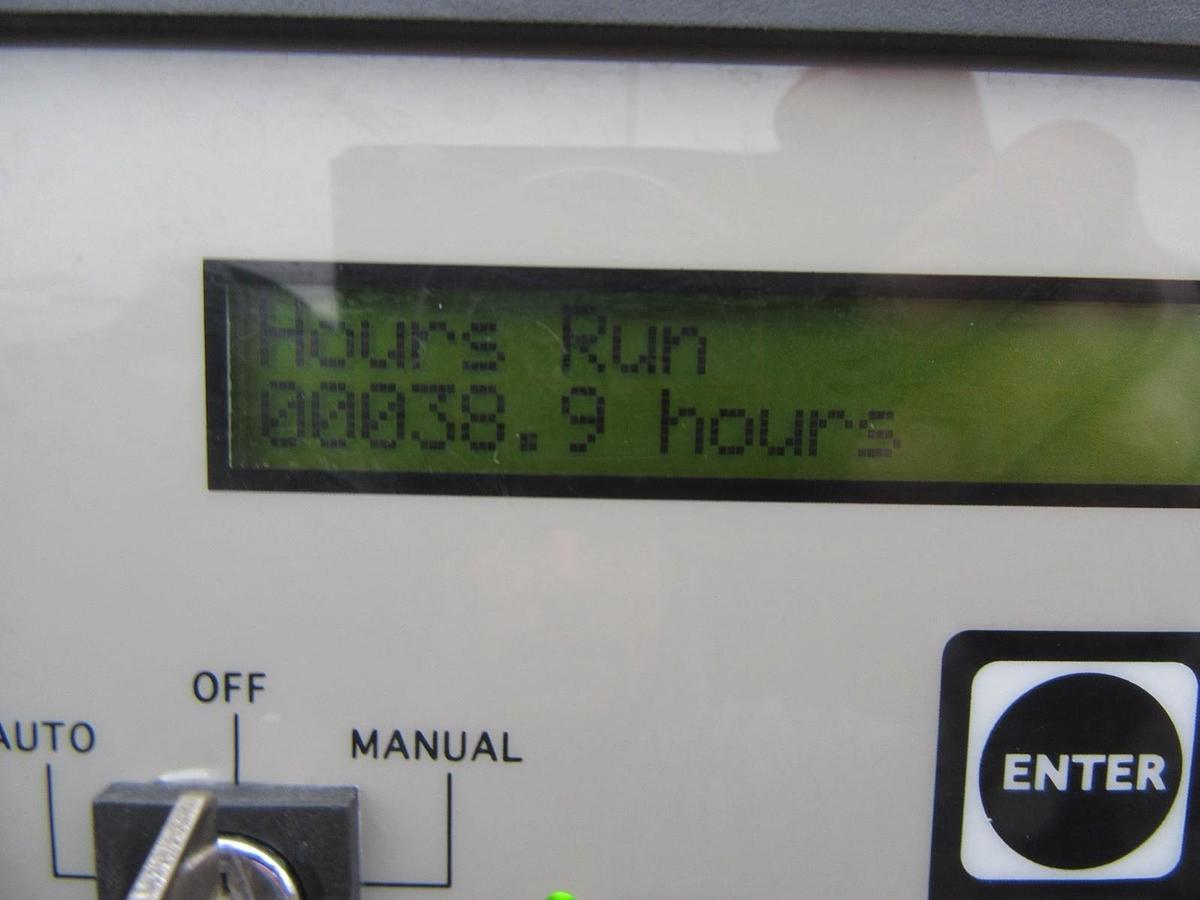 Hours Run
00038.9 hours
OFF
AUTO
MANUAL
ENTER